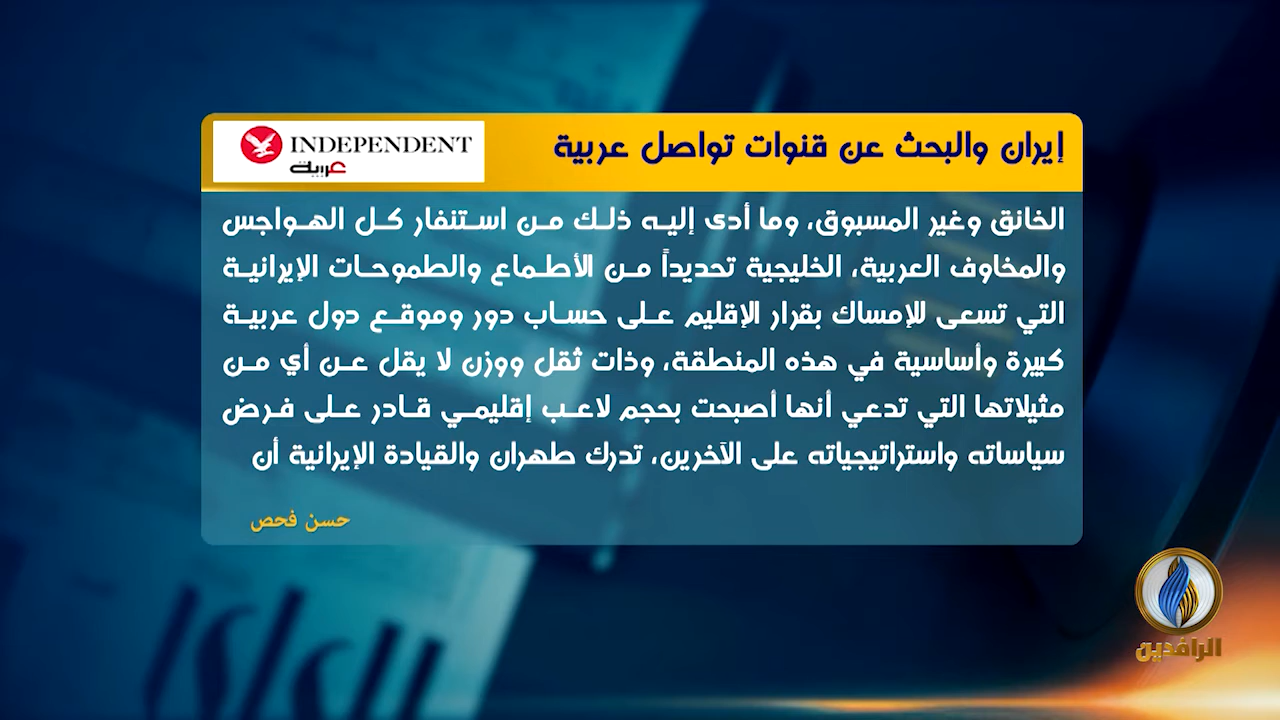 إيران والبحث عن قنوات تواصل عربية
INDEPENDENT
عربية
الخانق وغير المسبوق، وما أدى إليه ذلك من استنفار كل الهواجس
والمخاوف العربية، الخليجية تحديداً من الأطماع والطموحات الإيرانية
التي تسعى للإمساك بقرار الإقليم على حساب دور وموقع دول عربية
كبيرة وأساسية في هذه المنطقة، وذات ثقل ووزن لا يقل عن أي من
مثيلاتها التي تدعي أنها أصبحت بحجم لاعب إقليمي قادر على فرض
سياساته واستراتيجياته على الآخرين، تدرك طهران والقيادة الإيرانية أن
حسن فحص
الرافدين